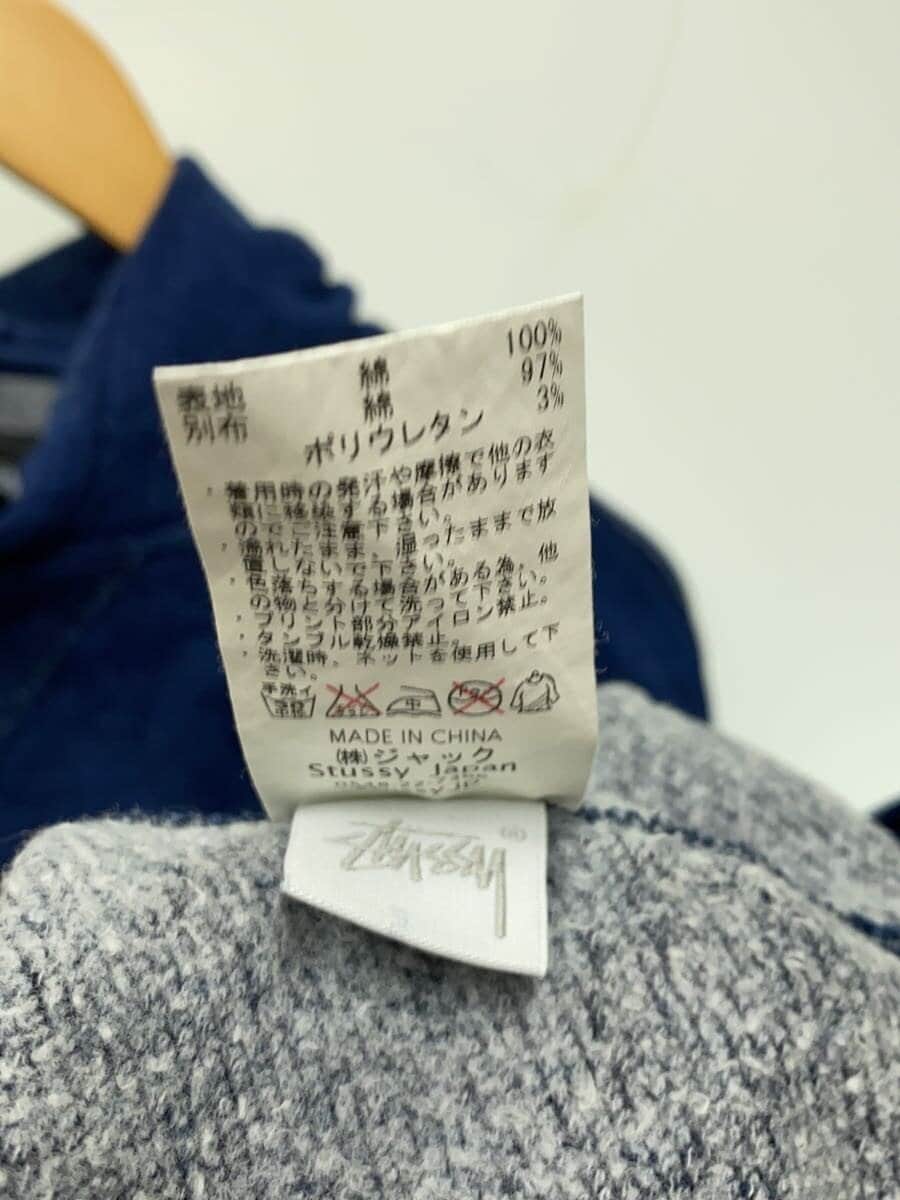 表地 綿 100%
別布 綿 97%
ポリウレタン 3%
・着用時の発汗や摩擦で他の衣
類に移染する場合があります
のでご注意下さい。
・濡れたまま、湿ったままで放
置しないで下さい。
・色落ちする場合がある為、他
の物と分けて洗って下さい。
・プリント部分アイロン禁止。
・タンブル乾燥禁止。
・洗濯時、ネットを使用して下
さい。
手洗イ 30 中
MADE IN CHINA
(株)ジャック
Stussy Japan
Stüssy ®